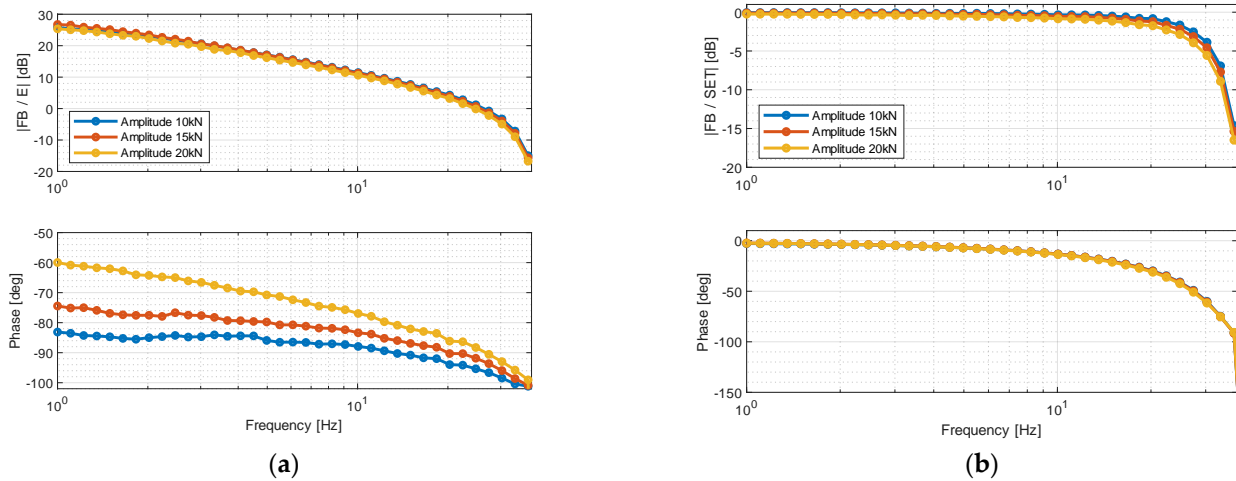 30
20
10
0
-10
-20
|FB / E| [dB]
Amplitude 10kN
Amplitude 15kN
Amplitude 20kN
10^0
10^1
-50
-60
-70
-80
-90
-100
Phase [deg]
10^0
10^1
Frequency [Hz]
(a)
0
-5
-10
-15
-20
|FB / SET| [dB]
Amplitude 10kN
Amplitude 15kN
Amplitude 20kN
10^0
10^1
0
-50
-100
-150
Phase [deg]
10^0
10^1
Frequency [Hz]
(b)